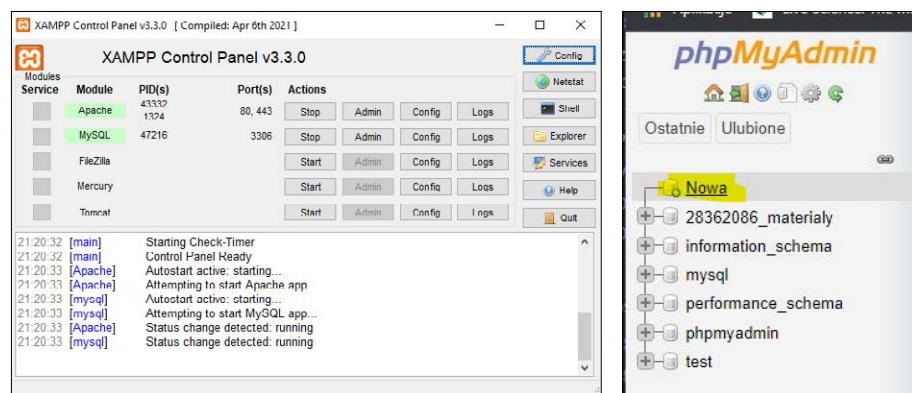 XAMPP Control Panel v3.3.0 [ Compiled: Apr 6th 2021 ]
XAMPP Control Panel v3.3.0
Config
Modules
Service Module PID(s) Port(s) Actions
Netstat
Apache 43332 1324 80, 443 Stop Admin Config Logs
Shell
MySQL 47216 3306 Stop Admin Config Logs
Explorer
FileZilla Start Admin Config Logs
Services
Mercury Start Admin Config Logs
Help
Tomcat Start Admin Config Logs
Quit
21:20:32 [main] Starting Check-Timer
21:20:32 [main] Control Panel Ready
21:20:33 [Apache] Autostart active: starting...
21:20:33 [Apache] Attempting to start Apache app
21:20:33 [mysql] Autostart active: starting...
21:20:33 [mysql] Attempting to start MySQL app...
21:20:33 [Apache] Status change detected: running
21:20:33 [mysql] Status change detected: running
phpMyAdmin
Ostatnie Ulubione
Nowa
28362086_materialy
information_schema
mysql
performance_schema
phpmyadmin
test